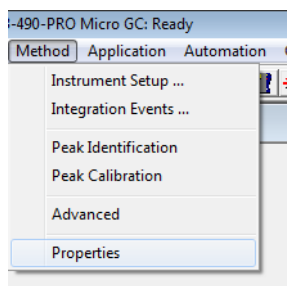 -490-PRO Micro GC: Ready
Method Application Automation
Instrument Setup ...
Integration Events ...
Peak Identification
Peak Calibration
Advanced
Properties